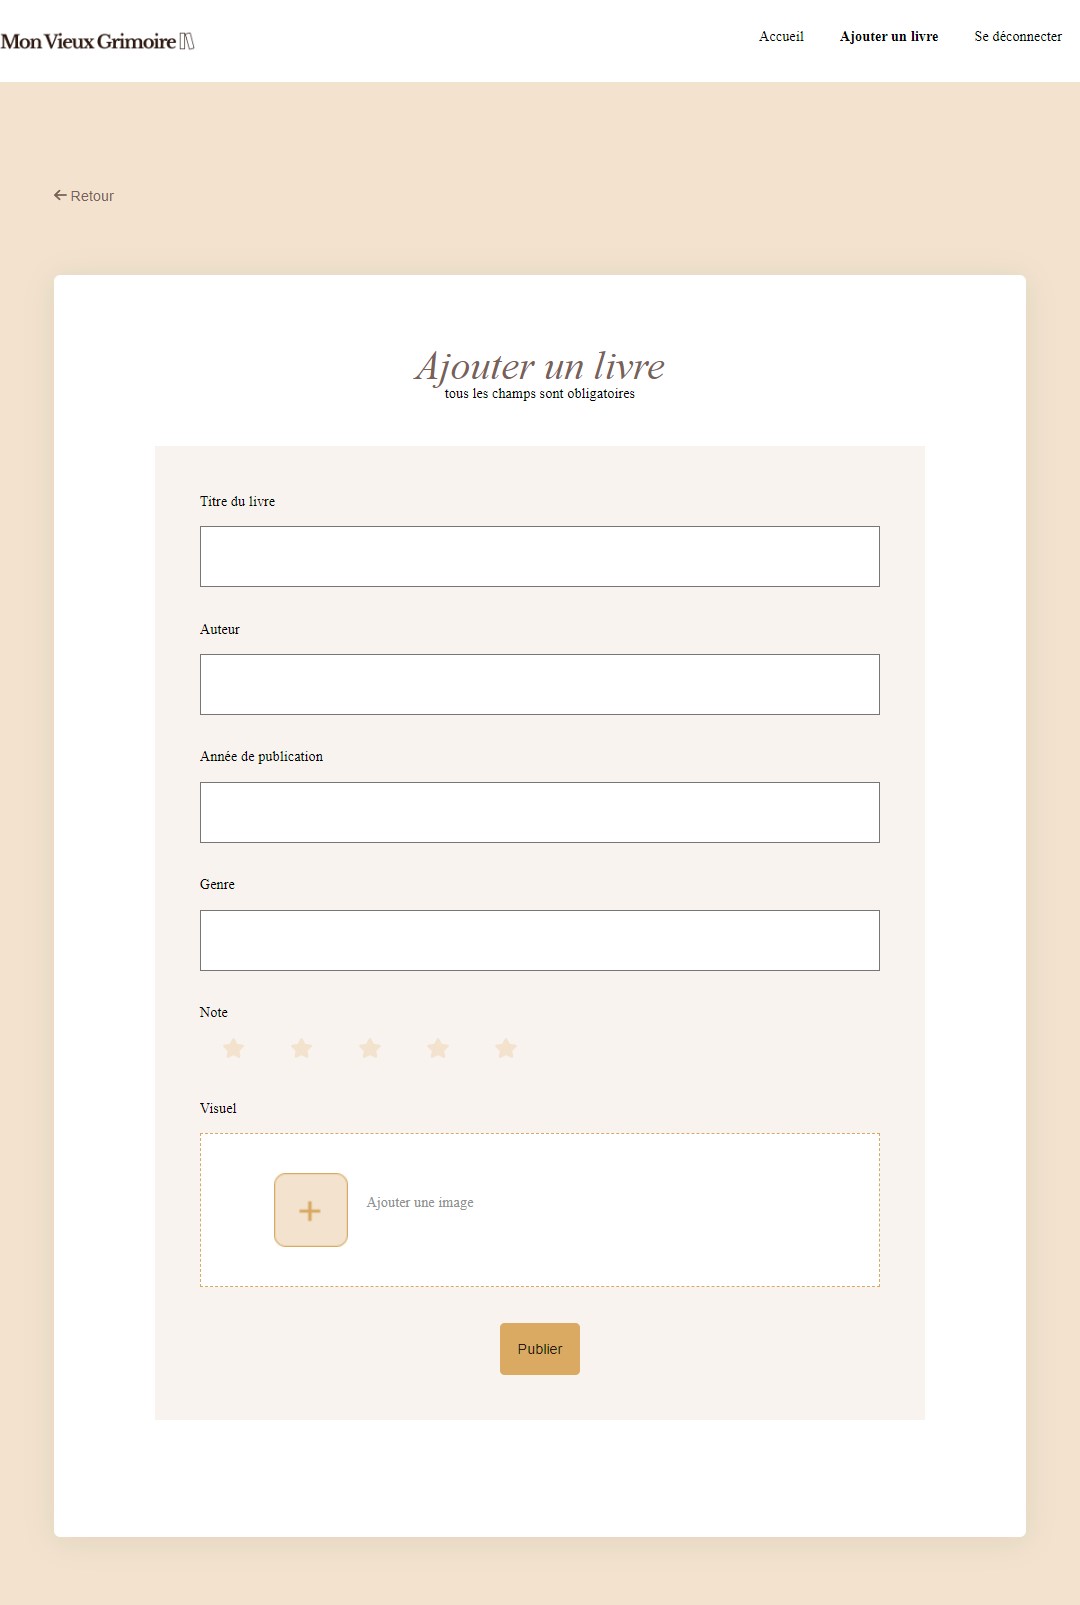 Mon Vieux Grimoire
Accueil Ajouter un livre Se déconnecter
Retour
Ajouter un livre
tous les champs sont obligatoires
Titre du livre
Auteur
Année de publication
Genre
Note
Visuel
Ajouter une image
Publier